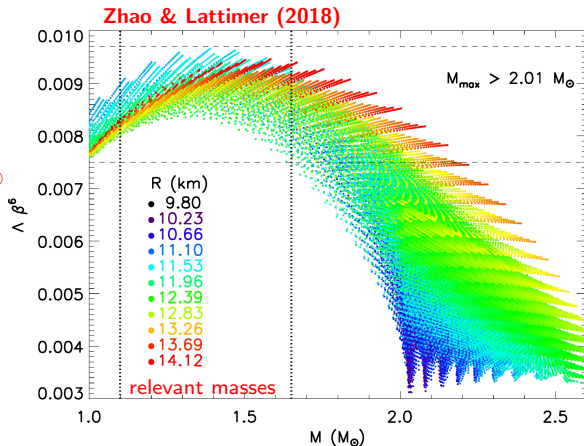 Zhao & Lattimer (2018)
0.010
0.009
0.008
0.007
0.006
0.005
0.004
0.003
Λ β⁶
M_max > 2.01 M_⊙
R (km)
9.80
10.23
10.66
11.10
11.53
11.96
12.39
12.83
13.26
13.69
14.12
relevant masses
1.0 1.5 2.0 2.5
M (M_⊙)